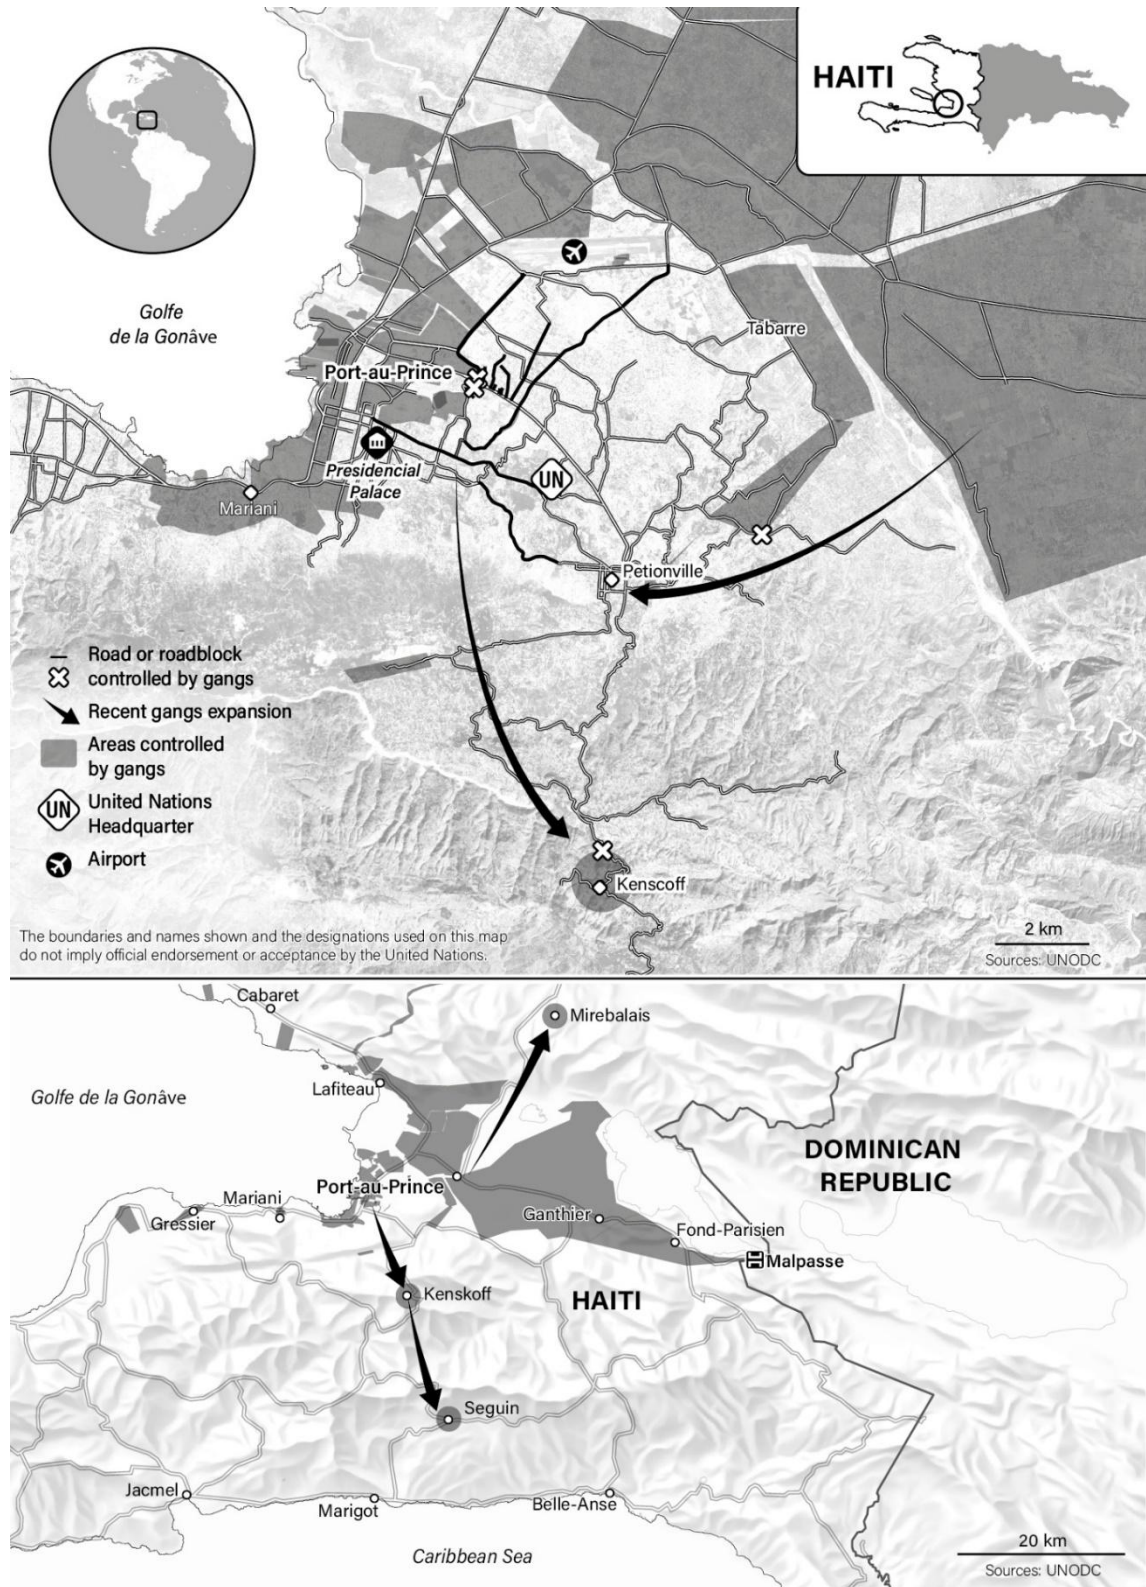 HAITI
Golfe
de la Gonâve
Tabarre
Port-au-Prince
Presidencial
Palace
UN
Mariani
Petionville
Road or roadblock
controlled by gangs
Recent gangs expansion
Areas controlled
by gangs
UN
United Nations
Headquarter
Airport
Kenscoff
The boundaries and names shown and the designations used on this map
do not imply official endorsement or acceptance by the United Nations.
2 km
Sources: UNODC
Cabaret
Mirebalais
Lafiteau
Golfe de la Gonâve
DOMINICAN
REPUBLIC
Port-au-Prince
Mariani
Gressier
Ganthier
Fond-Parisien
Malpasse
Kenskoff
HAITI
Seguin
Jacmel
Marigot
Belle-Anse
Caribbean Sea
20 km
Sources: UNODC